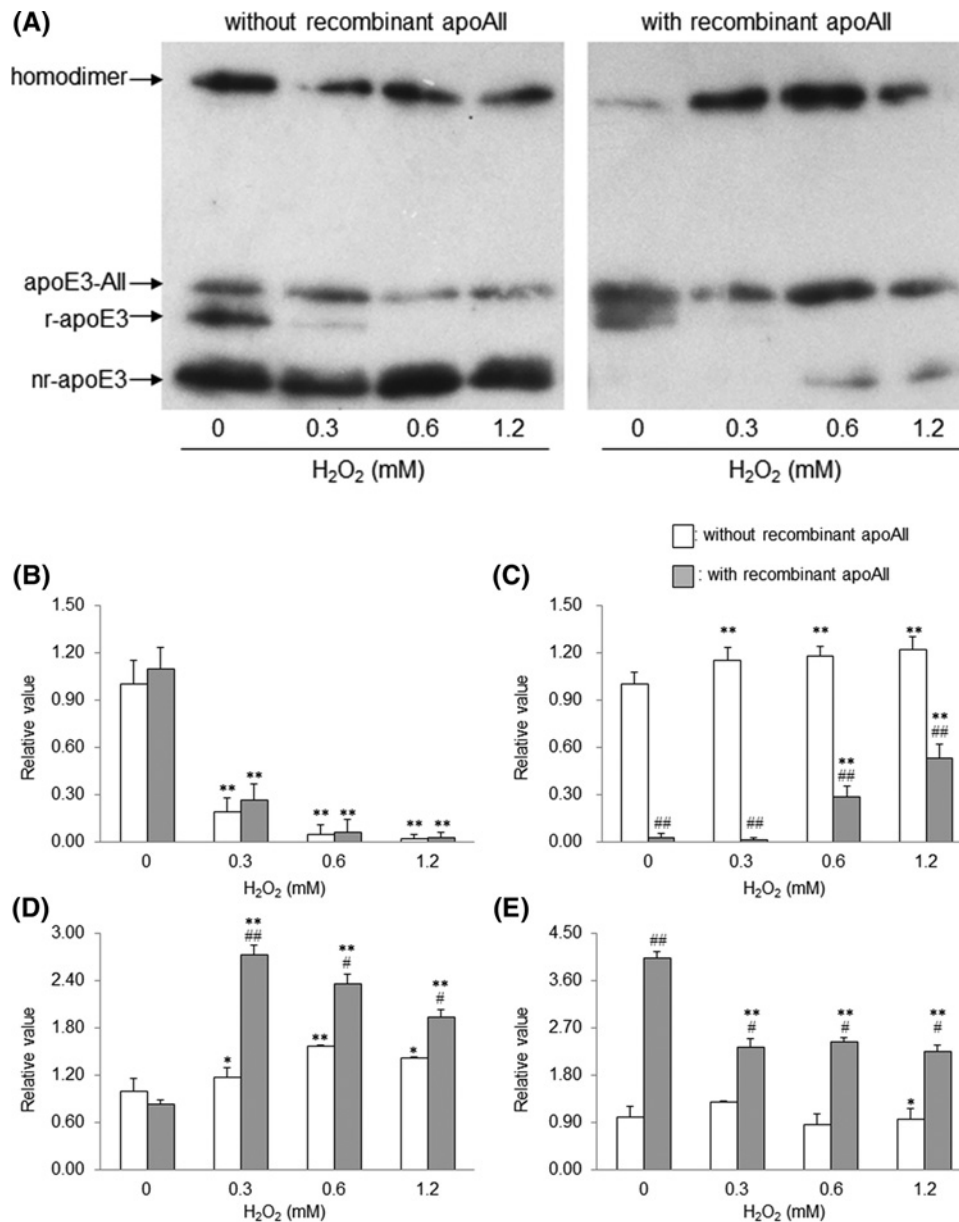 (A)
without recombinant apoAll
with recombinant apoAll
homodimer
apoE3-All
r-apoE3
nr-apoE3
0 0.3 0.6 1.2
0 0.3 0.6 1.2
H₂O₂ (mM)
H₂O₂ (mM)
: without recombinant apoAll
: with recombinant apoAll
(B)
1.50
1.20
0.90
0.60
0.30
0.00
Relative value
** **
** **
** **
0 0.3 0.6 1.2
H₂O₂ (mM)
(C)
1.50
1.20
0.90
0.60
0.30
0.00
Relative value
##
** ##
** ** ##
** ** ##
0 0.3 0.6 1.2
H₂O₂ (mM)
(D)
3.00
2.40
1.80
1.20
0.60
0.00
Relative value
* ** ##
** ** #
* ** #
0 0.3 0.6 1.2
H₂O₂ (mM)
(E)
4.50
3.60
2.70
1.80
0.90
0.00
Relative value
##
** #
** #
* ** #
0 0.3 0.6 1.2
H₂O₂ (mM)